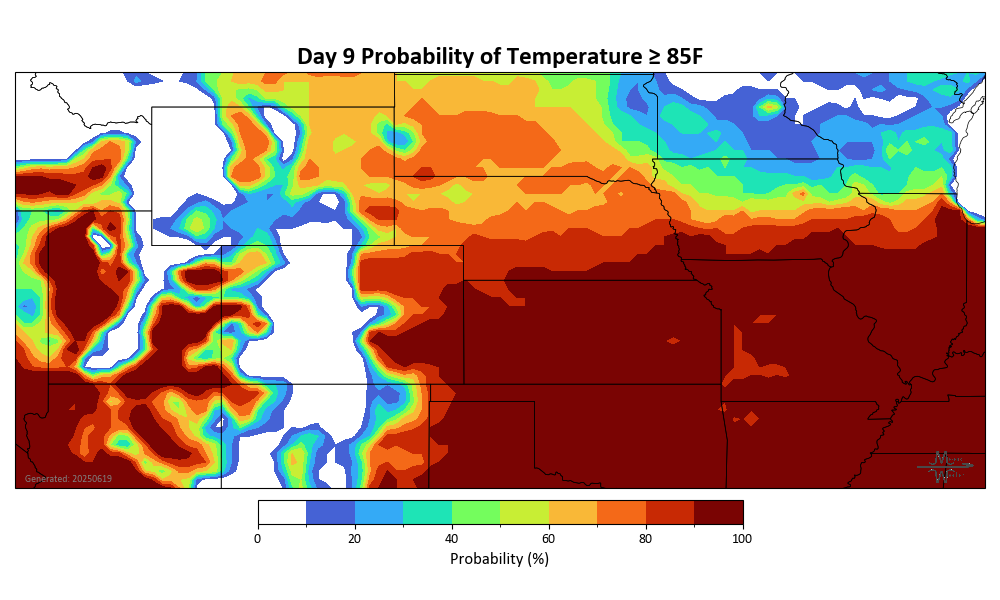 Day 9 Probability of Temperature ≥ 85F
Generated: 20250619
0 20 40 60 80 100
Probability (%)